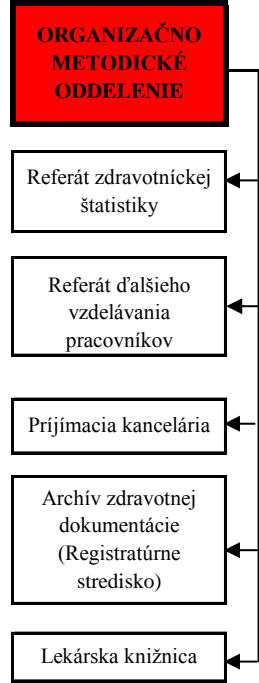 ORGANIZAČNO
METODICKÉ
ODDELENIE
Referát zdravotníckej
štatistiky
Referát ďalšieho
vzdelávania
pracovníkov
Príjímacia kancelária
Archív zdravotnej
dokumentácie
(Registratúrne
stredisko)
Lekárska knižnica